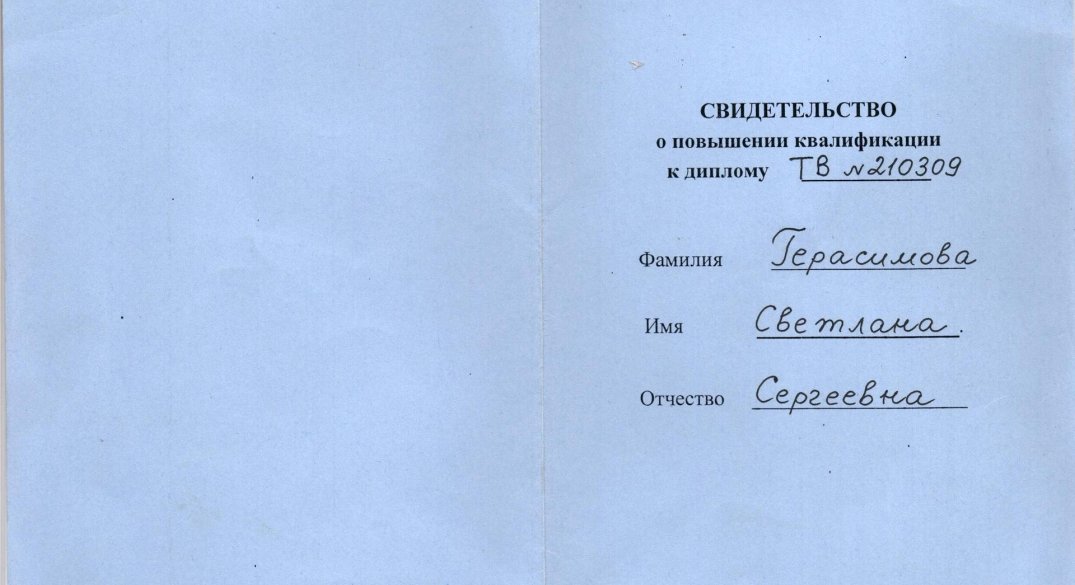 СВИДЕТЕЛЬСТВО
о повышении квалификации
к диплому ТВ №210309
Фамилия Герасимова
Имя Светлана.
Отчество Сергеевна